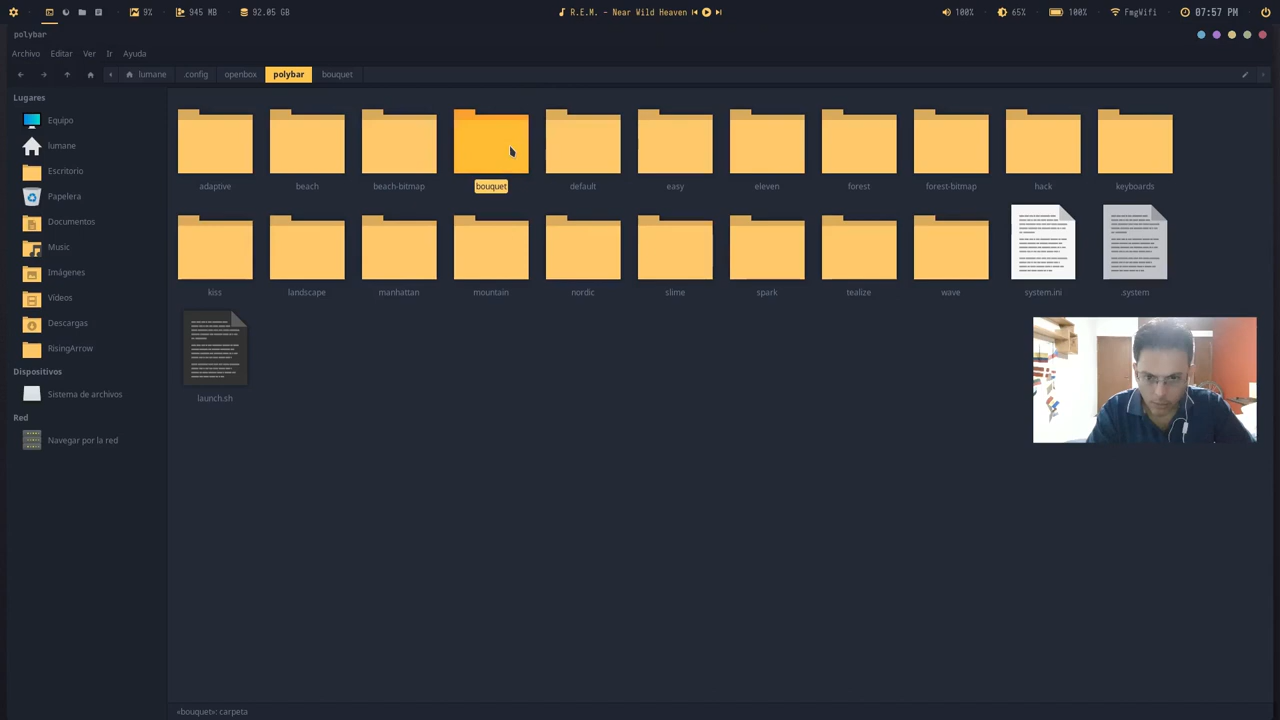 9% 945 MB 92.05 GB R.E.M. - Near Wild Heaven 100% 65% 100% FmgWifi 07:57 PM
polybar
Archivo Editar Ver Ir Ayuda
lumane .config openbox polybar bouquet
Lugares
Equipo
lumane
Escritorio
Papelera
Documentos
Music
Imágenes
Vídeos
Descargas
RisingArrow
Dispositivos
Sistema de archivos
Red
Navegar por la red
adaptive beach beach-bitmap bouquet default easy eleven forest forest-bitmap hack keyboards
kiss landscape manhattan mountain nordic slime spark tealize wave system.ini .system
launch.sh
«bouquet»: carpeta